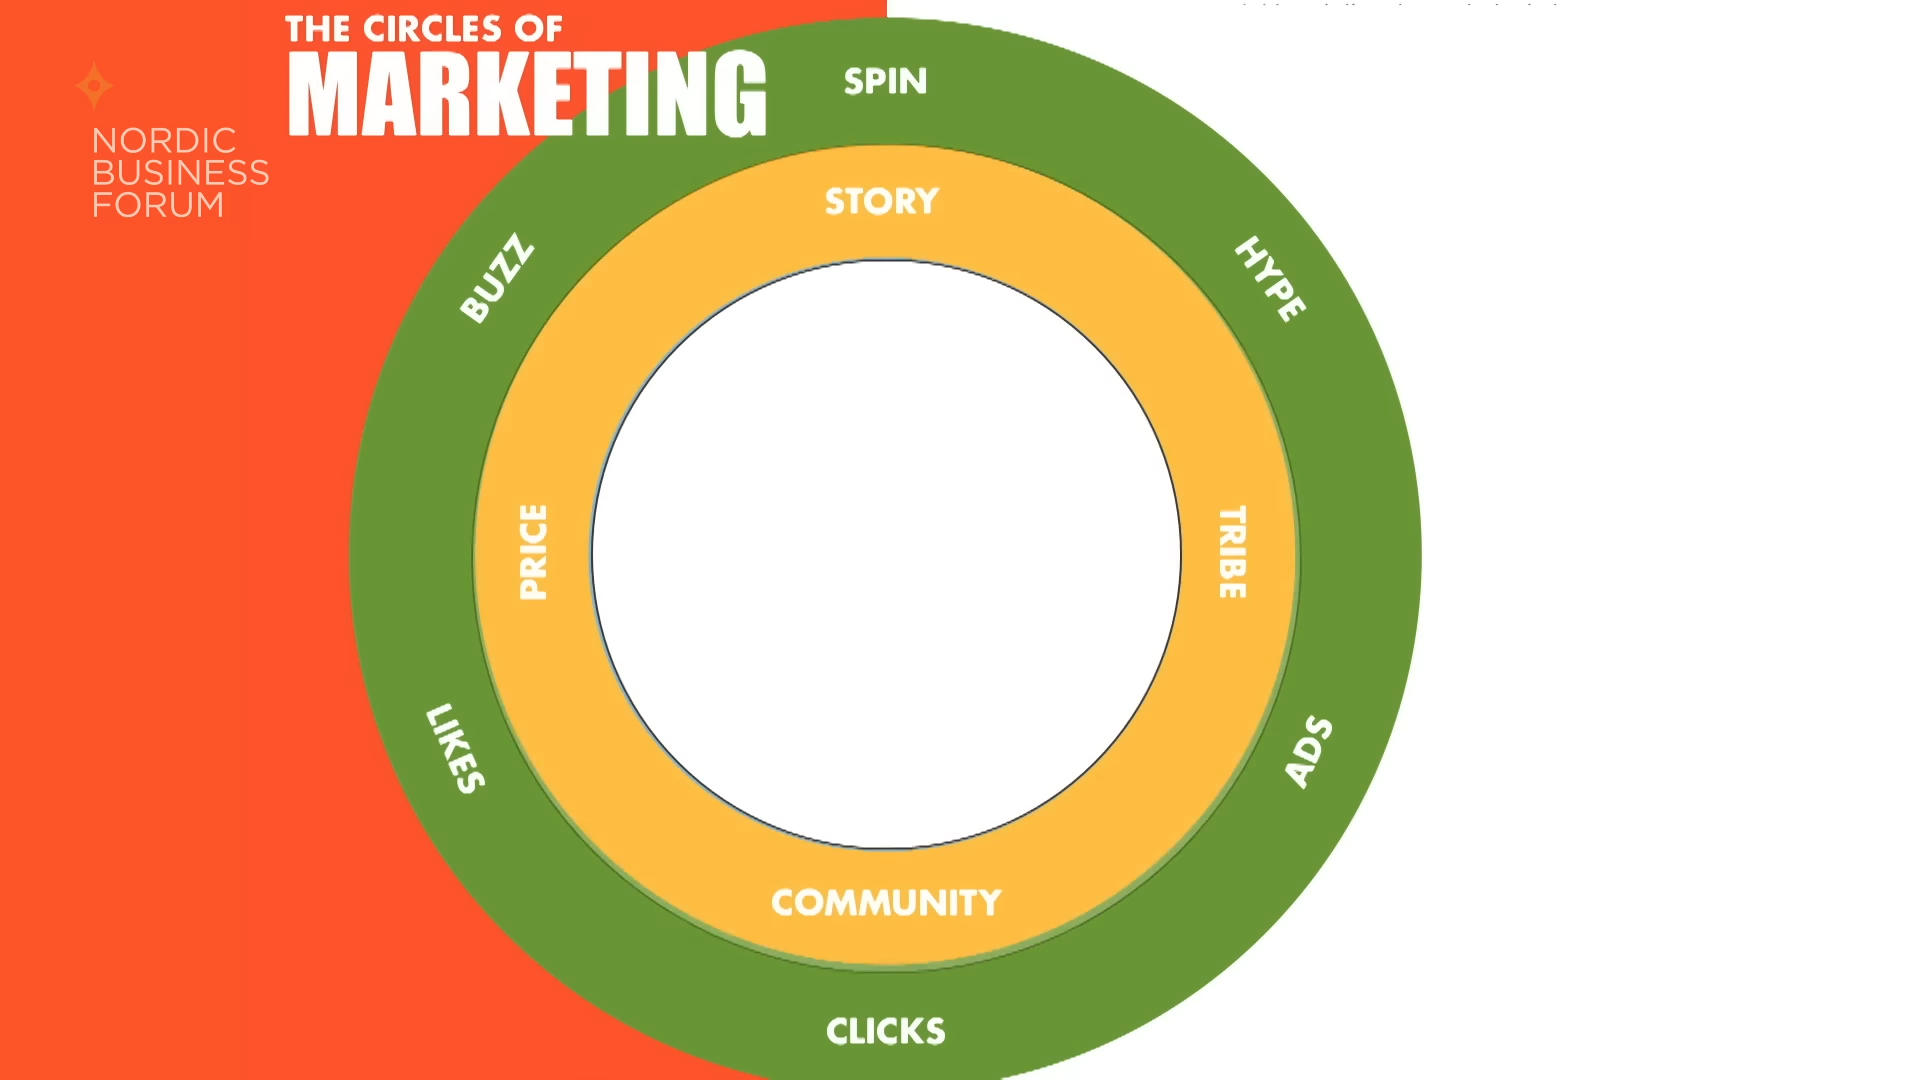 THE CIRCLES OF
MARKETING
NORDIC
BUSINESS
FORUM
SPIN
HYPE
ADS
CLICKS
LIKES
BUZZ
STORY
TRIBE
COMMUNITY
PRICE